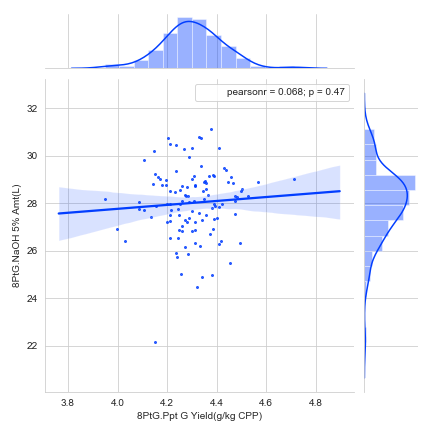 pearsonr = 0.068; p = 0.47
32
30
28
26
24
22
8PtG.NaOH 5% Amt(L)
3.8 4.0 4.2 4.4 4.6 4.8
8PtG.Ppt G Yield(g/kg CPP)